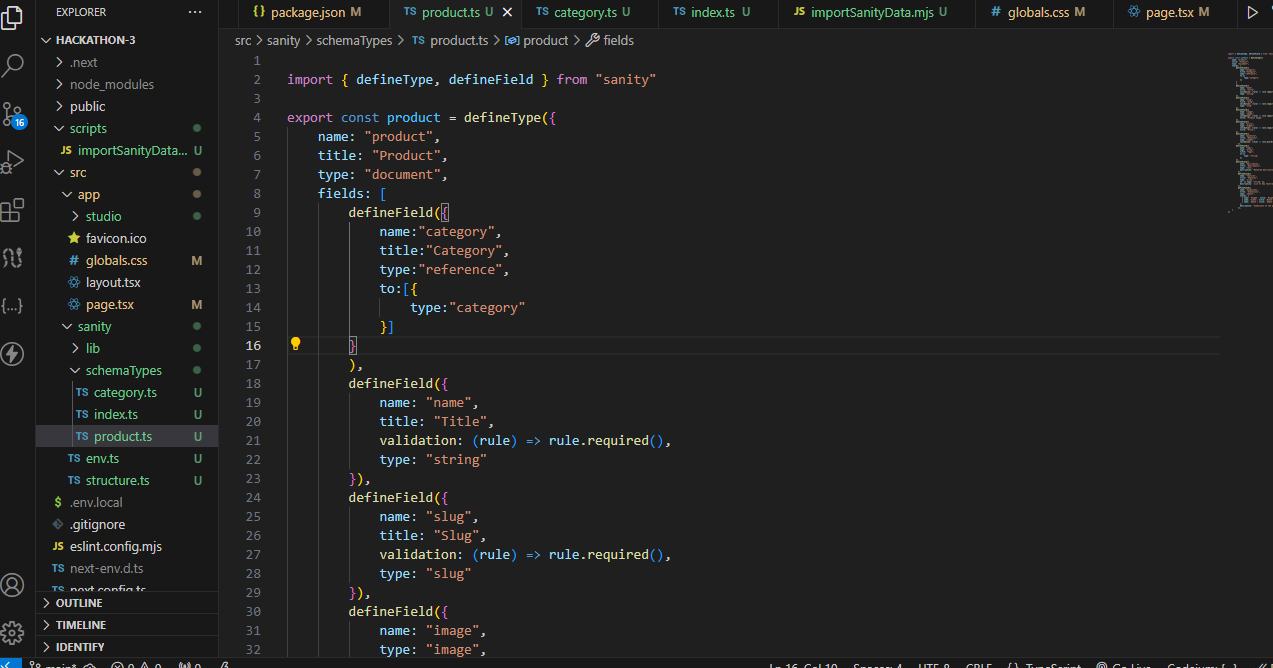 EXPLORER
HACKATHON-3
.next
node_modules
public
scripts
importSanityData... U
src
app
studio
favicon.ico
globals.css M
layout.tsx
page.tsx M
sanity
lib
schemaTypes
TS category.ts U
TS index.ts U
TS product.ts U
TS env.ts U
TS structure.ts U
$ .env.local
.gitignore
JS eslint.config.mjs
TS next-env.d.ts
TS next.config.ts
OUTLINE
TIMELINE
IDENTIFY
16
{} package.json M
TS product.ts U
TS category.ts U
TS index.ts U
JS importSanityData.mjs U
# globals.css M
page.tsx M
src > sanity > schemaTypes > TS product.ts > product > fields
1
2 import { defineType, defineField } from "sanity"
3
4 export const product = defineType({
5 name: "product",
6 title: "Product",
7 type: "document",
8 fields: [
9 defineField({
10 name:"category",
11 title:"Category",
12 type:"reference",
13 to:[{
14 type:"category"
15 }]
16 }
17 ),
18 defineField({
19 name: "name",
20 title: "Title",
21 validation: (rule) => rule.required(),
22 type: "string"
23 }),
24 defineField({
25 name: "slug",
26 title: "Slug",
27 validation: (rule) => rule.required(),
28 type: "slug"
29 }),
30 defineField({
31 name: "image",
32 type: "image",
main* 0 0 0
Ln 16, Col 10 Spaces: 4 UTF-8 CRLF {} TypeScript Go Live Codeium: {...}